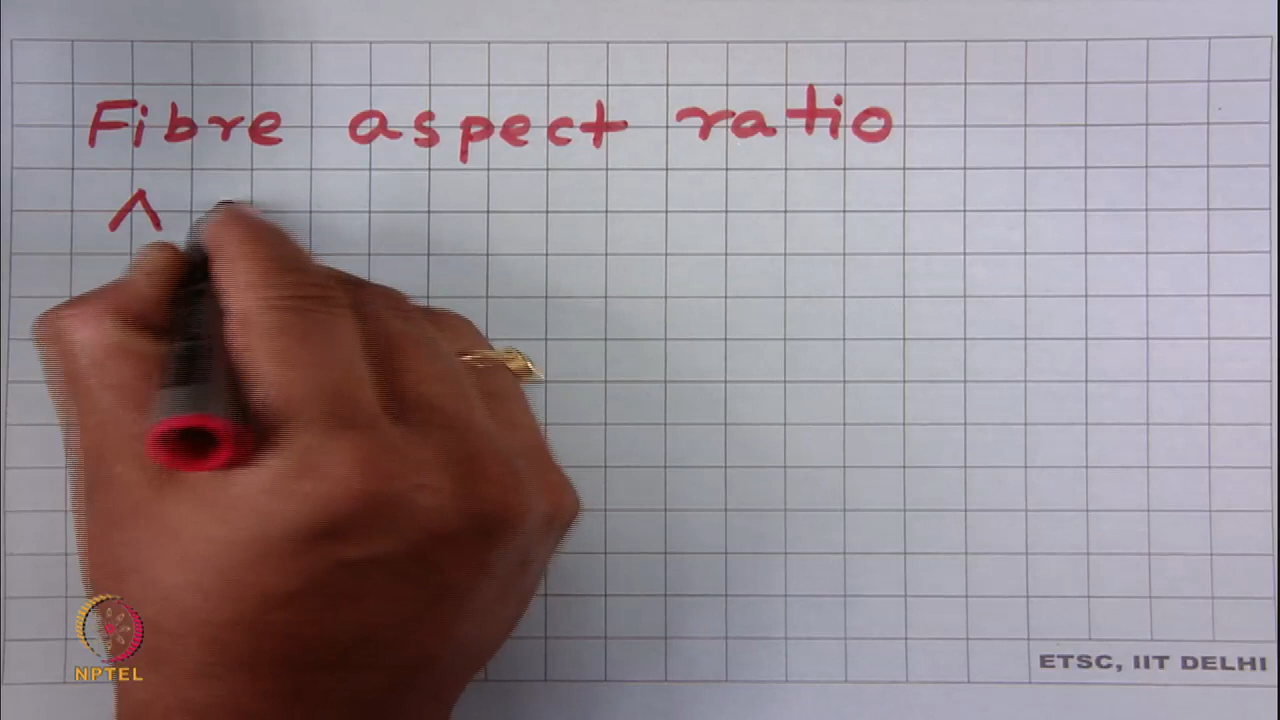 Fibre aspect ratio
Λ
NPTEL
ETSC, IIT DELHI